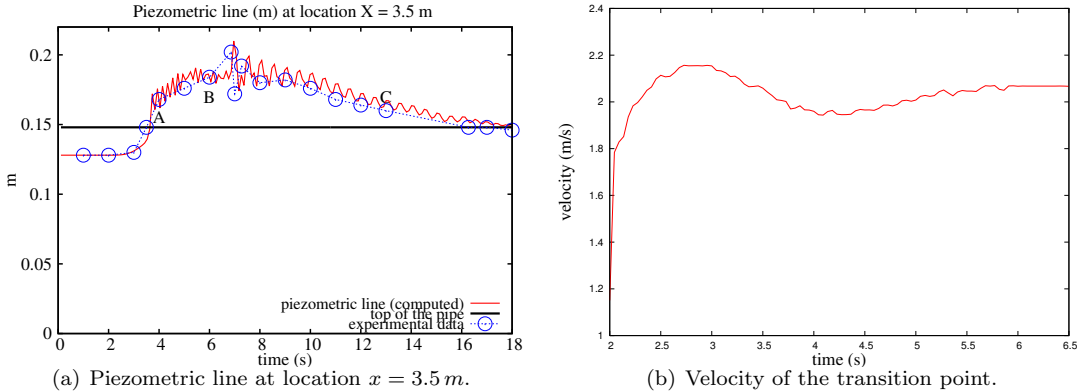 Piezometric line (m) at location X = 3.5 m
0.2
0.15
0.1
0.05
0
m
A
B
C
piezometric line (computed)
top of the pipe
experimental data
0 2 4 6 8 10 12 14 16 18
time (s)
(a) Piezometric line at location x = 3.5 m.
2.4
2.2
2
1.8
1.6
1.4
1.2
1
velocity (m/s)
2 2.5 3 3.5 4 4.5 5 5.5 6 6.5
time (s)
(b) Velocity of the transition point.